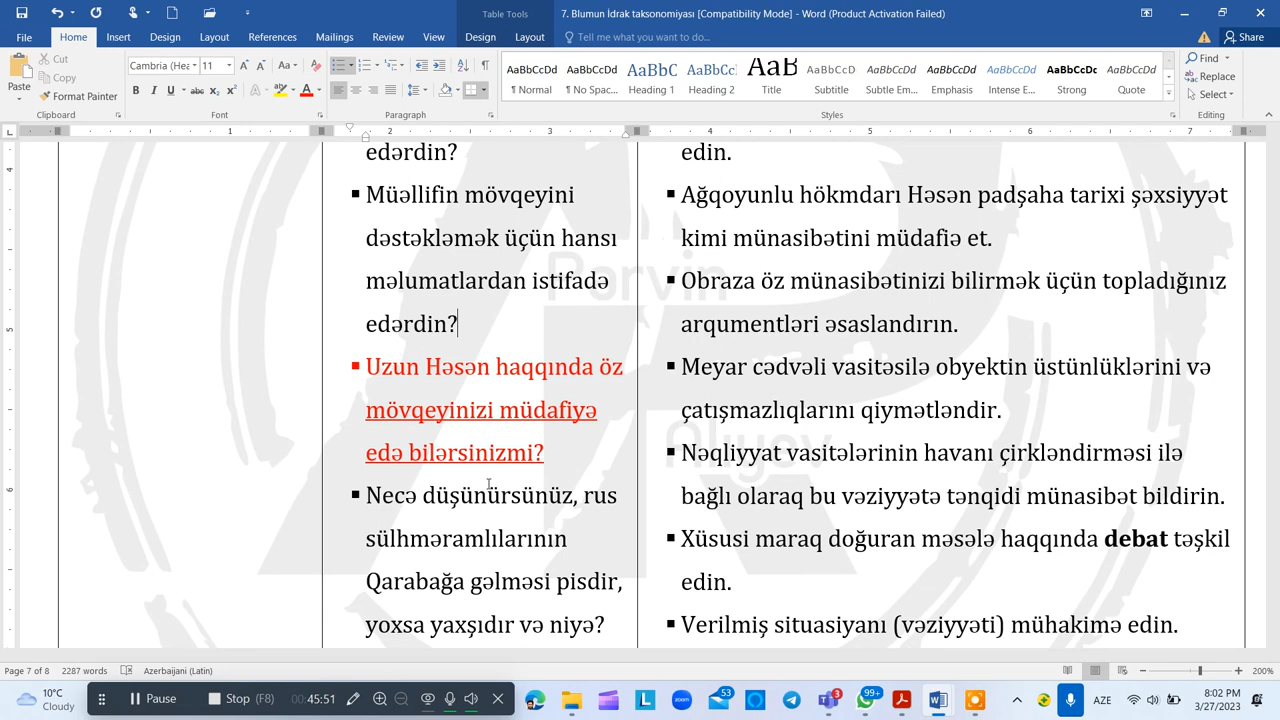 Table Tools
7. Blumun İdrak taksonomiyası [Compatibility Mode] - Word (Product Activation Failed)
File Home Insert Draw Design Layout References Mailings Review View Design Layout Tell me what you want to do...
Share
Paste
Cut
Copy
Format Painter
Clipboard
Cambria (Hea 11
Font
Paragraph
AaBbCcDd AaBbCcDd AaBbC AaBbCc AaB AaBbCcD AaBbCcDd AaBbCcDd AaBbCcDd AaBbCcDc AaBbCcDd
¶ Normal ¶ No Spac... Heading 1 Heading 2 Title Subtitle Subtle Em... Emphasis Intense E... Strong Quote
Styles
Find
Replace
Select
Editing
edərdin?
▪ Müəllifin mövqeyini
dəstəkləmək üçün hansı
məlumatlardan istifadə
edərdin?
▪ Uzun Həsən haqqında öz
mövqeyinizi müdafiyə
edə bilərsinizmi?
▪ Necə düşünürsünüz, rus
sülhməramlılarının
Qarabağa gəlməsi pisdir,
yoxsa yaxşıdır və niyə?
edin.
▪ Ağqoyunlu hökmdarı Həsən padşaha tarixi şəxsiyyət
kimi münasibətini müdafiə et.
▪ Obraza öz münasibətinizi bilirmək üçün topladığınız
arqumentləri əsaslandırın.
▪ Meyar cədvəli vasitəsilə obyektin üstünlüklərini və
çatışmazlıqlarını qiymətləndir.
▪ Nəqliyyat vasitələrinin havanı çirkləndirməsi ilə
bağlı olaraq bu vəziyyətə tənqidi münasibət bildirin.
▪ Xüsusi maraq doğuran məsələ haqqında debat təşkil
edin.
▪ Verilmiş situasiyanı (vəziyyəti) mühakimə edin.
Pərvin
Əliyev
Page 7 of 8 2287 words Azerbaijani (Latin)
200%
10°C
Cloudy
Pause Stop (F8) 00:45:51
53
3
99+
AZE
8:02 PM
3/27/2023